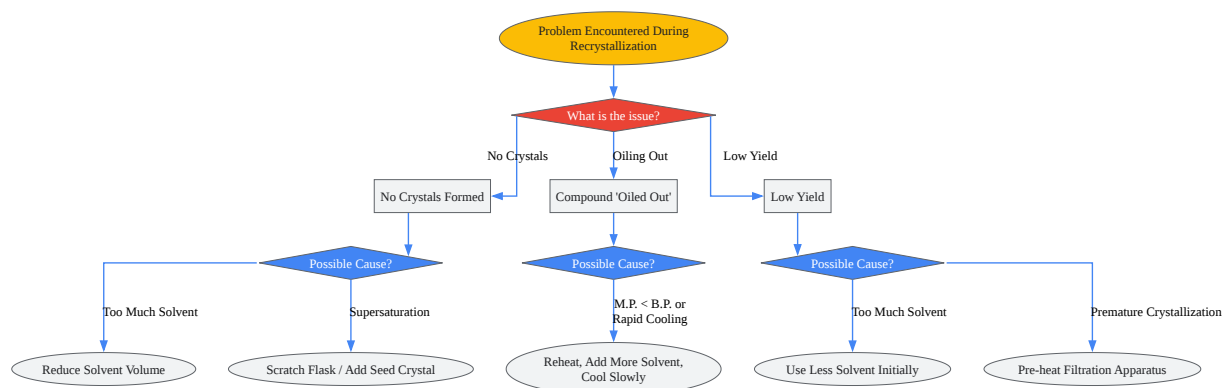 Problem Encountered During
Recrystallization
What is the issue?
No Crystals
Oiling Out
Low Yield
No Crystals Formed
Compound 'Oiled Out'
Low Yield
Possible Cause?
Possible Cause?
Possible Cause?
Too Much Solvent
Supersaturation
M.P. < B.P. or
Rapid Cooling
Too Much Solvent
Premature Crystallization
Reduce Solvent Volume
Scratch Flask / Add Seed Crystal
Reheat, Add More Solvent,
Cool Slowly
Use Less Solvent Initially
Pre-heat Filtration Apparatus